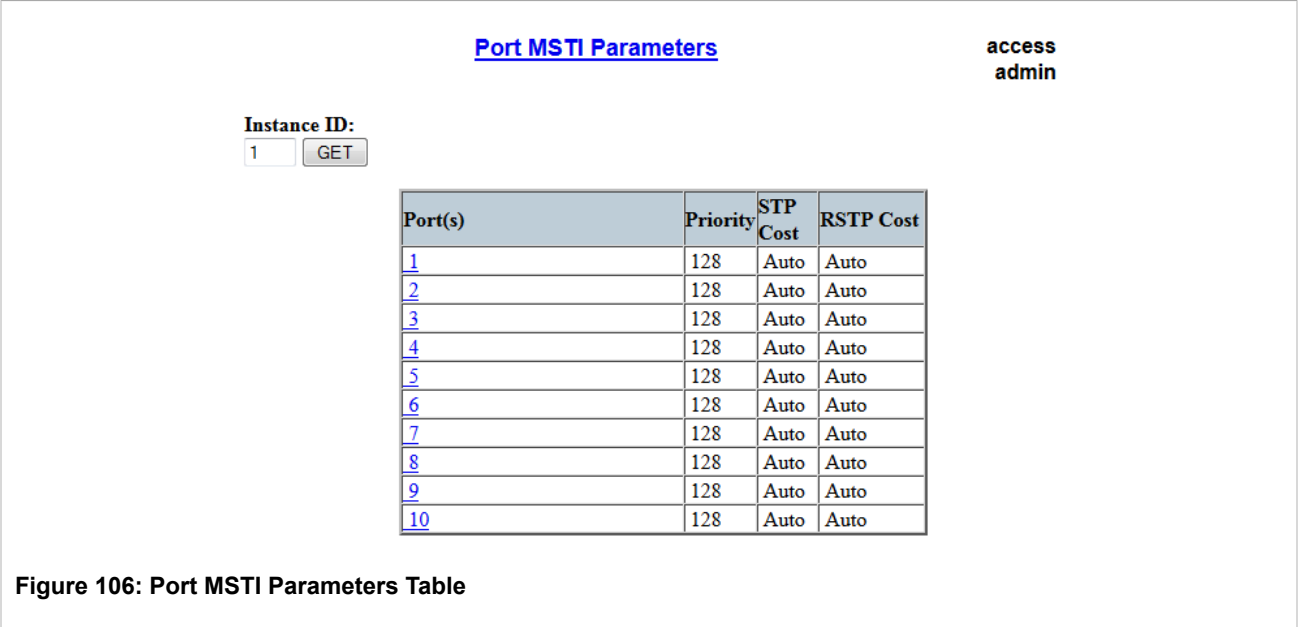 Port MSTI Parameters
access
admin
Instance ID:
1 GET
Port(s) Priority STP Cost RSTP Cost
1 128 Auto Auto
2 128 Auto Auto
3 128 Auto Auto
4 128 Auto Auto
5 128 Auto Auto
6 128 Auto Auto
7 128 Auto Auto
8 128 Auto Auto
9 128 Auto Auto
10 128 Auto Auto
Figure 106: Port MSTI Parameters Table